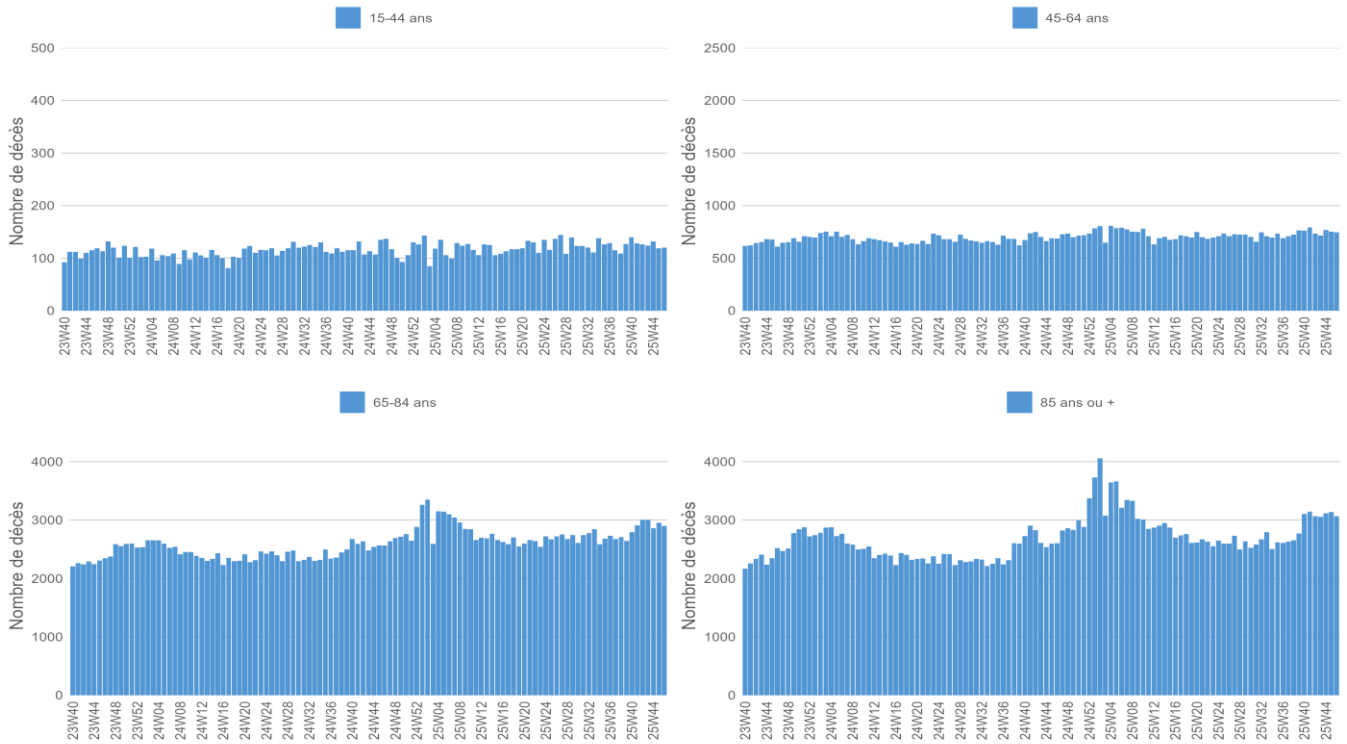 15-44 ans
500
400
300
200
100
0
Nombre de décès
23W40
23W44
23W48
23W52
24W04
24W08
24W12
24W16
24W20
24W24
24W28
24W32
24W36
24W40
24W44
24W48
24W52
25W04
25W08
25W12
25W16
25W20
25W24
25W28
25W32
25W36
25W40
25W44
45-64 ans
2500
2000
1500
1000
500
0
Nombre de décès
23W40
23W44
23W48
23W52
24W04
24W08
24W12
24W16
24W20
24W24
24W28
24W32
24W36
24W40
24W44
24W48
24W52
25W04
25W08
25W12
25W16
25W20
25W24
25W28
25W32
25W36
25W40
25W44
65-84 ans
4000
3000
2000
1000
0
Nombre de décès
23W40
23W44
23W48
23W52
24W04
24W08
24W12
24W16
24W20
24W24
24W28
24W32
24W36
24W40
24W44
24W48
24W52
25W04
25W08
25W12
25W16
25W20
25W24
25W28
25W32
25W36
25W40
25W44
85 ans ou +
4000
3000
2000
1000
0
Nombre de décès
23W40
23W44
23W48
23W52
24W04
24W08
24W12
24W16
24W20
24W24
24W28
24W32
24W36
24W40
24W44
24W48
24W52
25W04
25W08
25W12
25W16
25W20
25W24
25W28
25W32
25W36
25W40
25W44